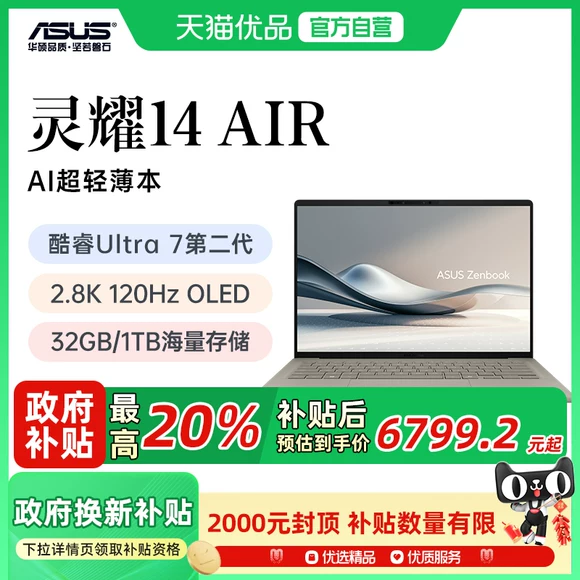 ASUS
华硕品质·坚若磐石
天猫优品 官方自营
灵耀14 AIR
AI超轻薄本
酷睿Ultra 7第二代
2.8K 120Hz OLED
32GB/1TB海量存储
ASUS Zenbook
政府补贴
最高20%
补贴后
预估到手价 6799.2 元起
政府换新补贴
下拉详情页领取补贴资格
2000元封顶 补贴数量有限
优选精品
优质服务